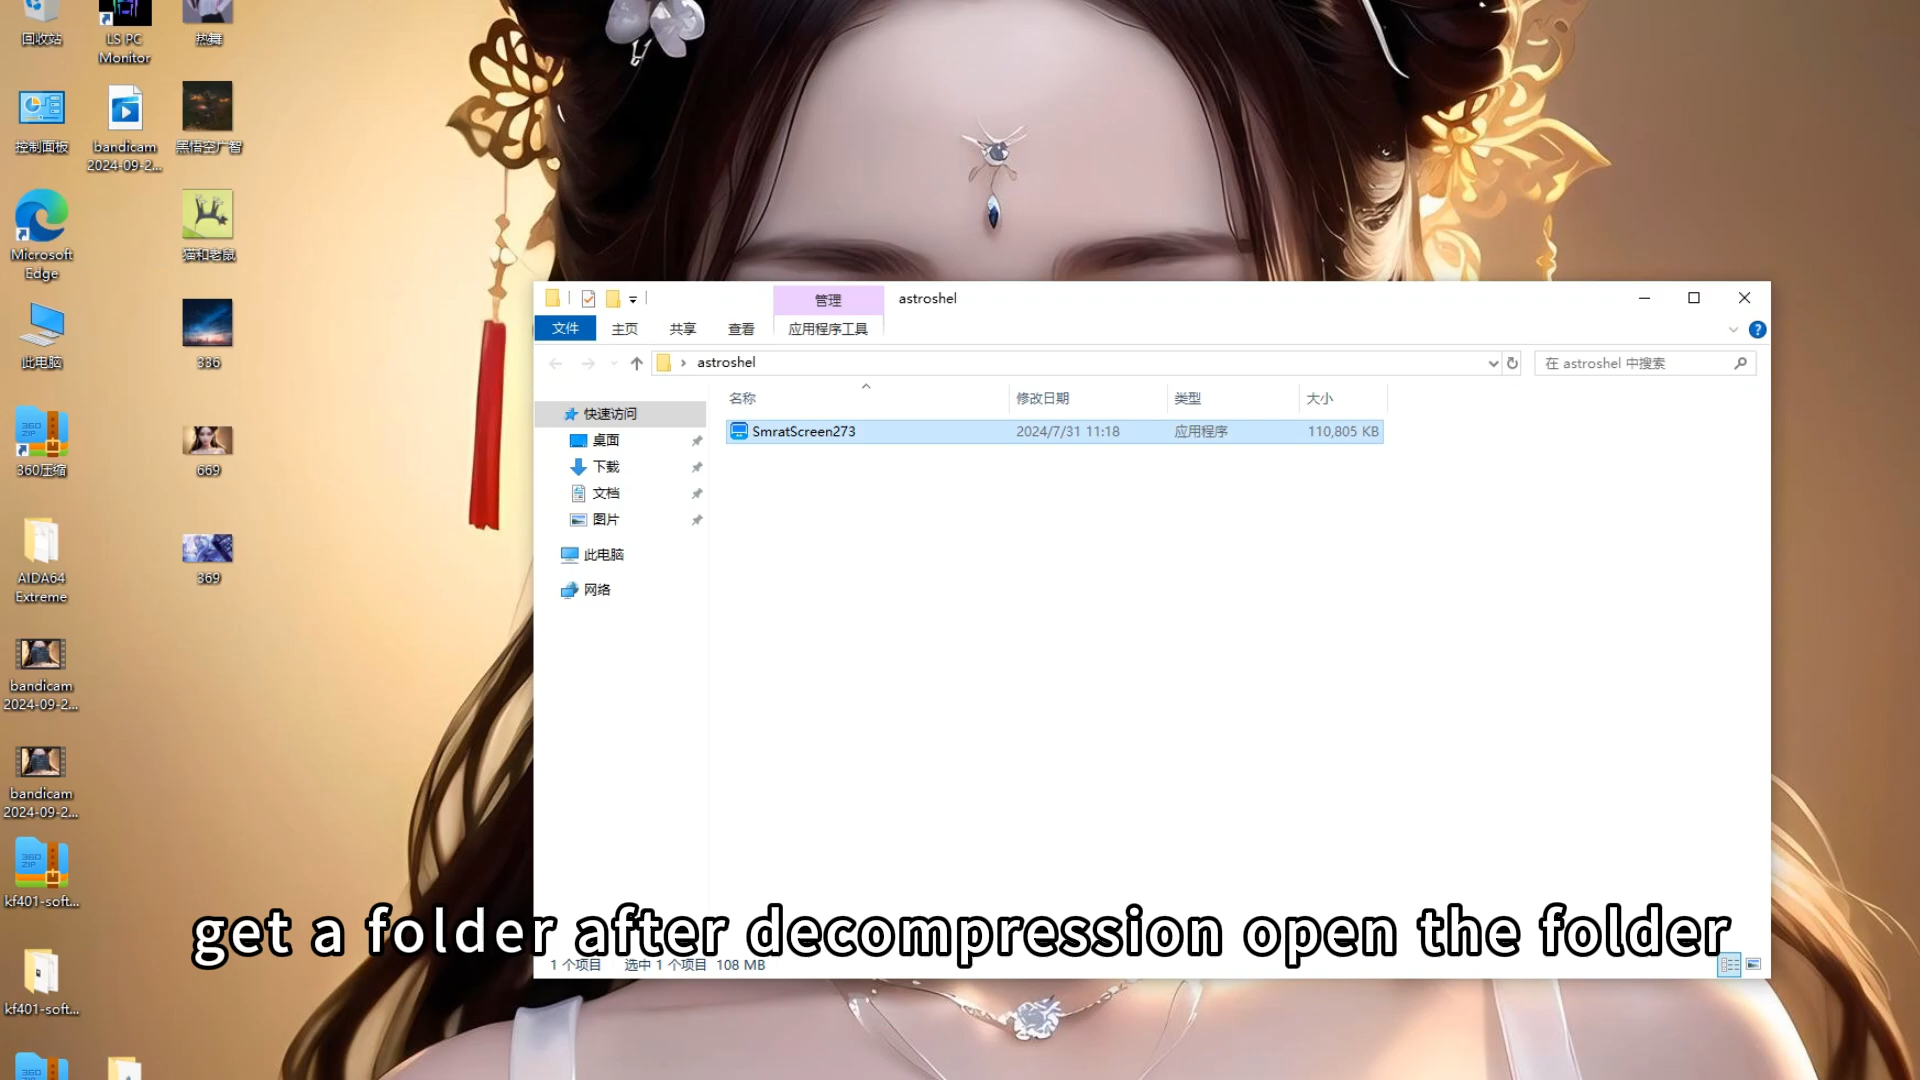 回收站
LS PC
Monitor
热舞
控制面板
bandicam
2024-09-2...
黑悟空广智
Microsoft
Edge
猫和老鼠
此电脑
336
360压缩
669
AIDA64
Extreme
369
bandicam
2024-09-2...
bandicam
2024-09-2...
kf401-soft...
kf401-soft...
管理
astroshel
文件
主页
共享
查看
应用程序工具
astroshel
在 astroshel 中搜索
名称
修改日期
类型
大小
快速访问
桌面
下载
文档
图片
此电脑
网络
SmratScreen273
2024/7/31 11:18
应用程序
110,805 KB
get a folder after decompression open the folder
1 个项目
选中 1 个项目
108 MB